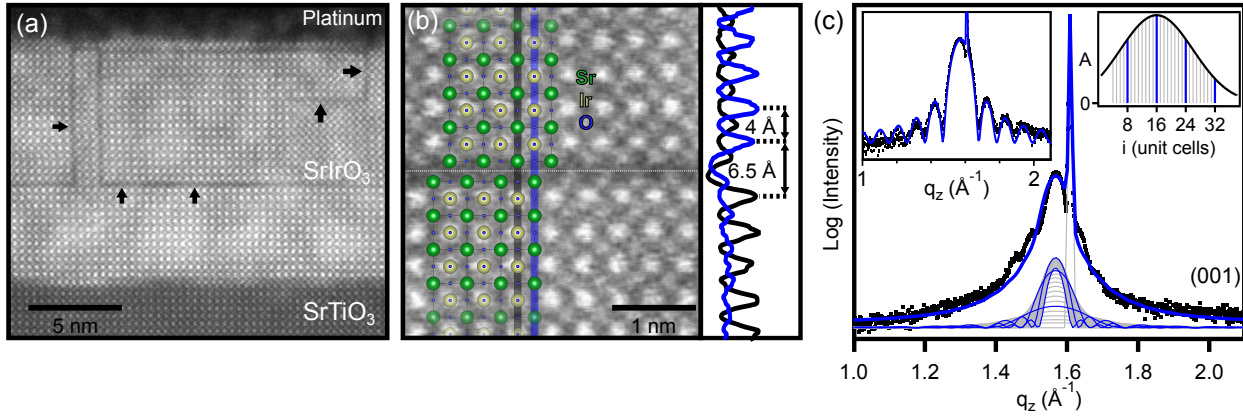 (a)
Platinum
SrIrO3
5 nm
SrTiO3
(b)
Sr
Ir
O
1 nm
4 Å
6.5 Å
(c)
Log (Intensity)
1
2
qz (Å-1)
A
0
8 16 24 32
i (unit cells)
(001)
1.0 1.2 1.4 1.6 1.8 2.0
qz (Å-1)